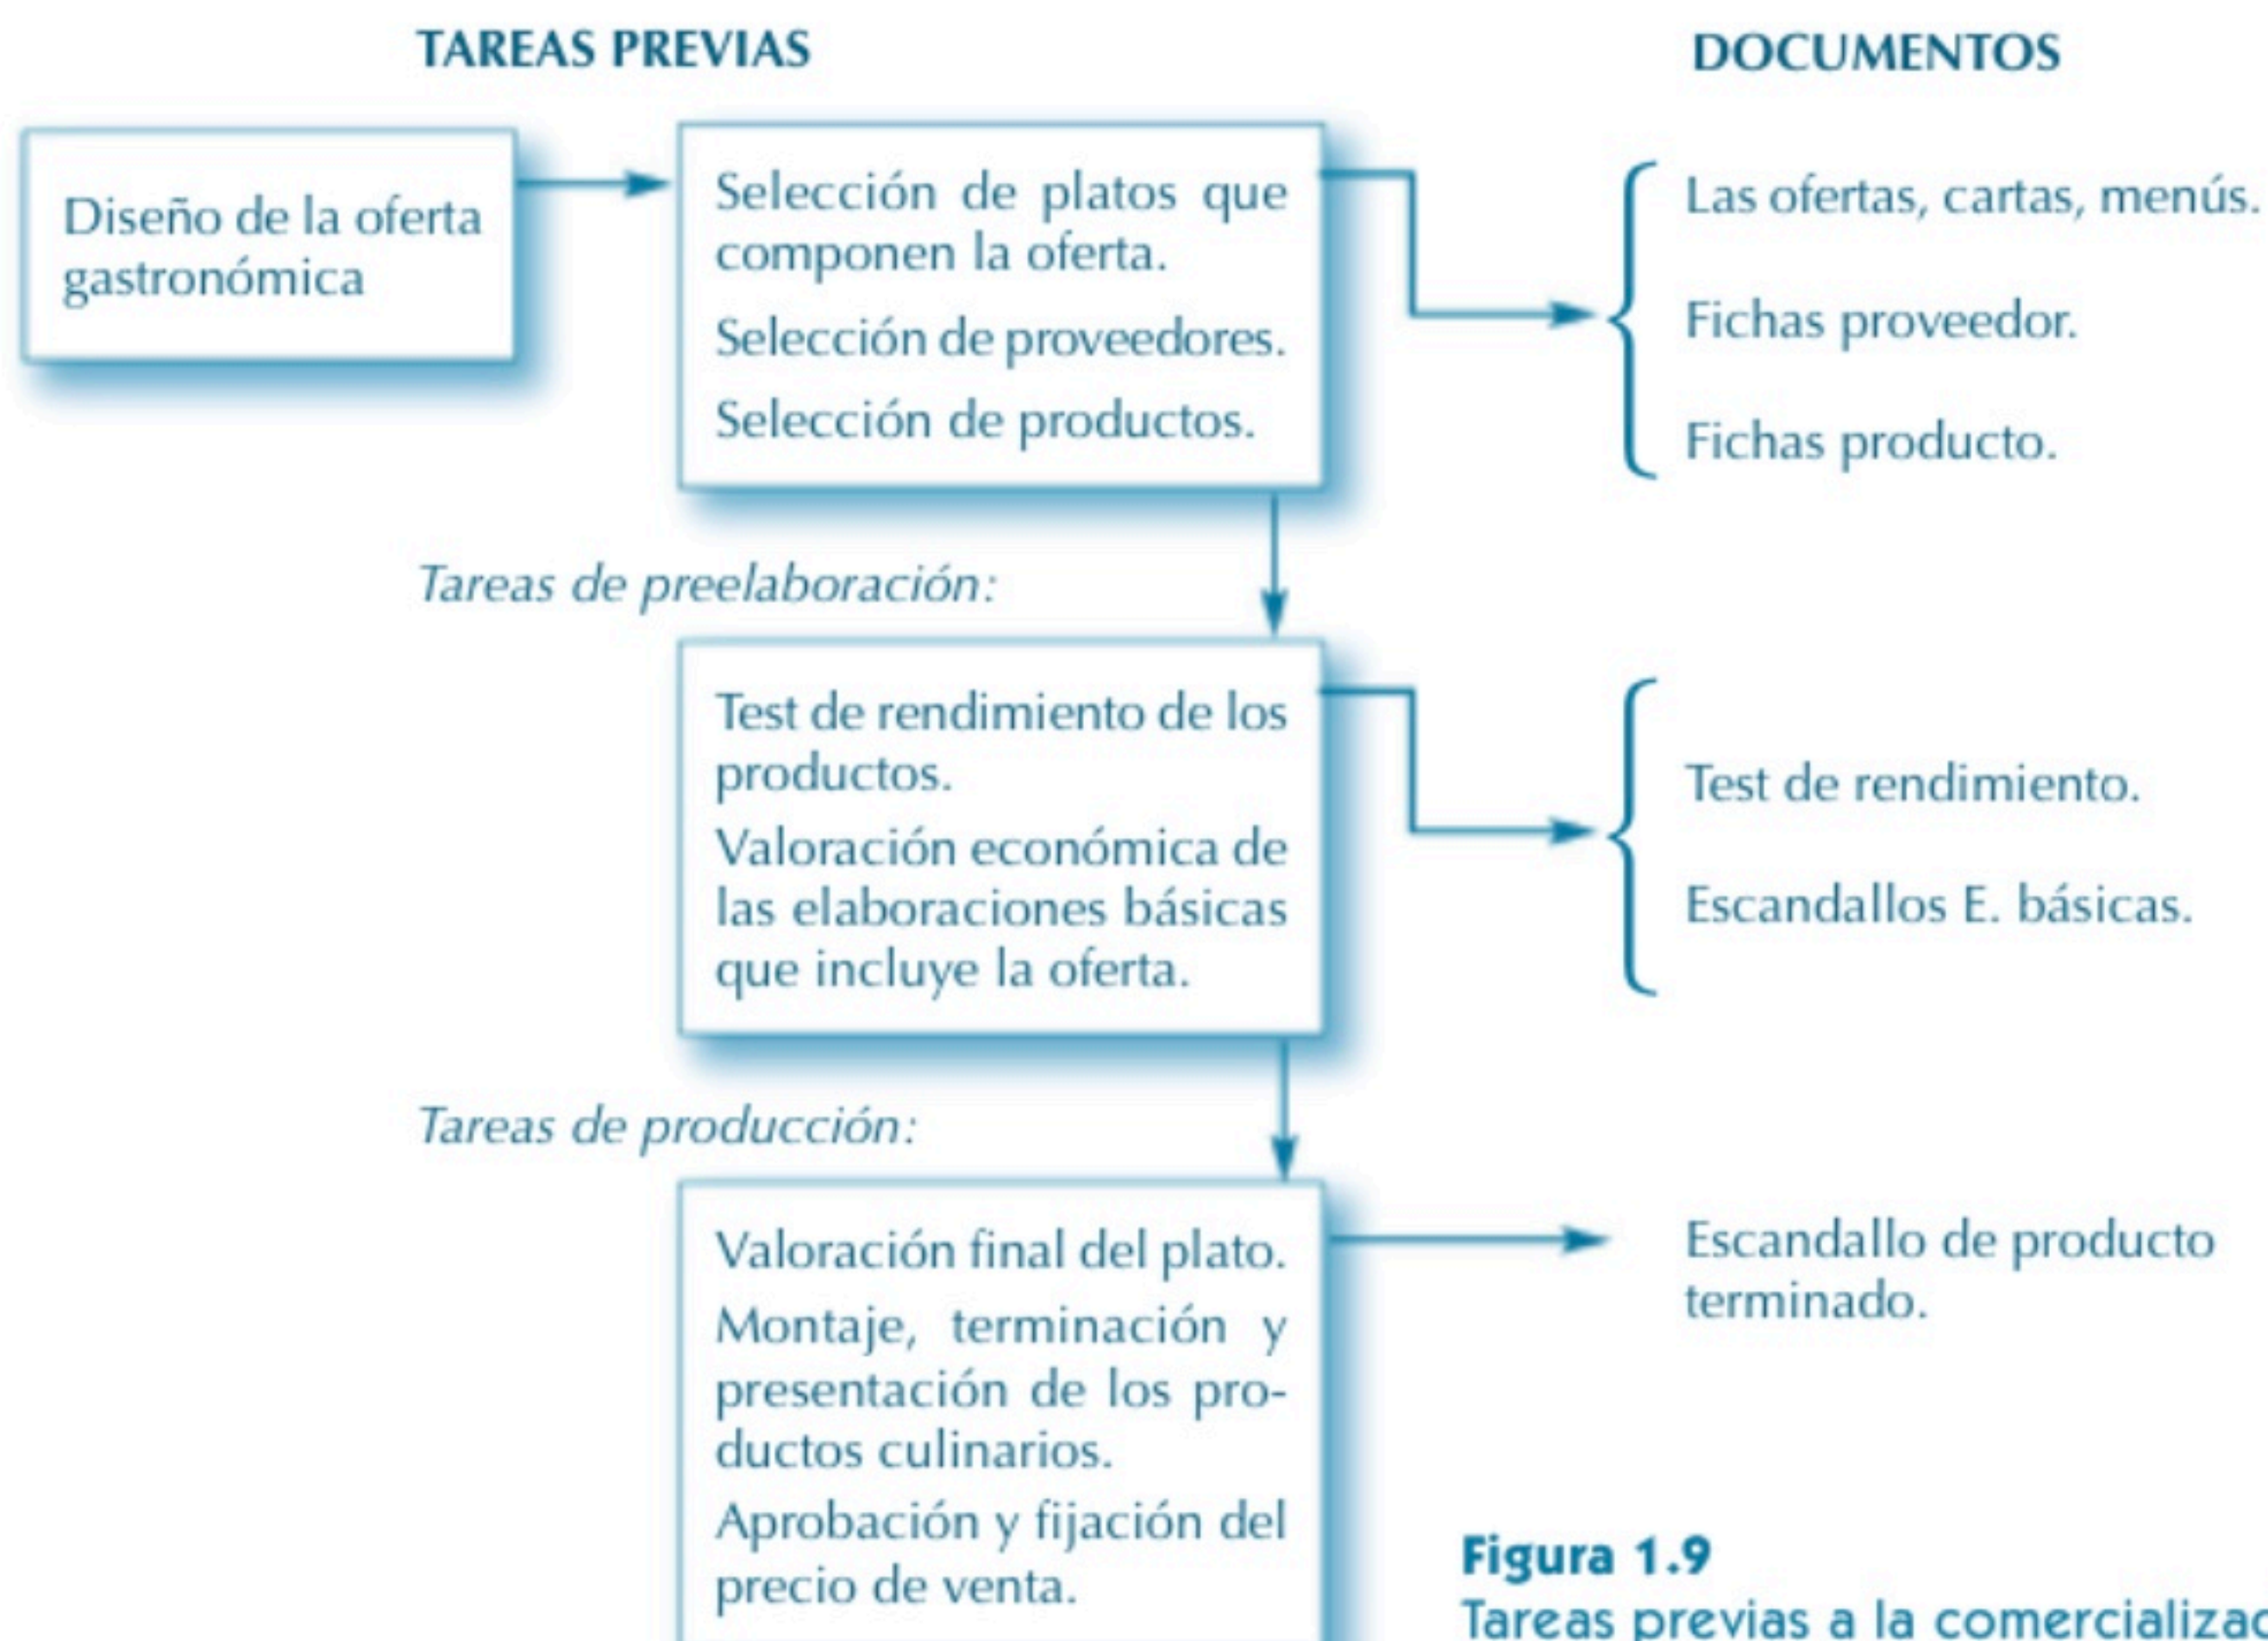 TAREAS PREVIAS
DOCUMENTOS
Diseño de la oferta
gastronómica
Selección de platos que
componen la oferta.
Selección de proveedores.
Selección de productos.
Las ofertas, cartas, menús.
Fichas proveedor.
Fichas producto.
Tareas de preelaboración:
Test de rendimiento de los
productos.
Valoración económica de
las elaboraciones básicas
que incluye la oferta.
Test de rendimiento.
Escandallos E. básicas.
Tareas de producción:
Valoración final del plato.
Montaje, terminación y
presentación de los pro-
ductos culinarios.
Aprobación y fijación del
precio de venta.
Escandallo de producto
terminado.
Figura 1.9
Tareas previas a la